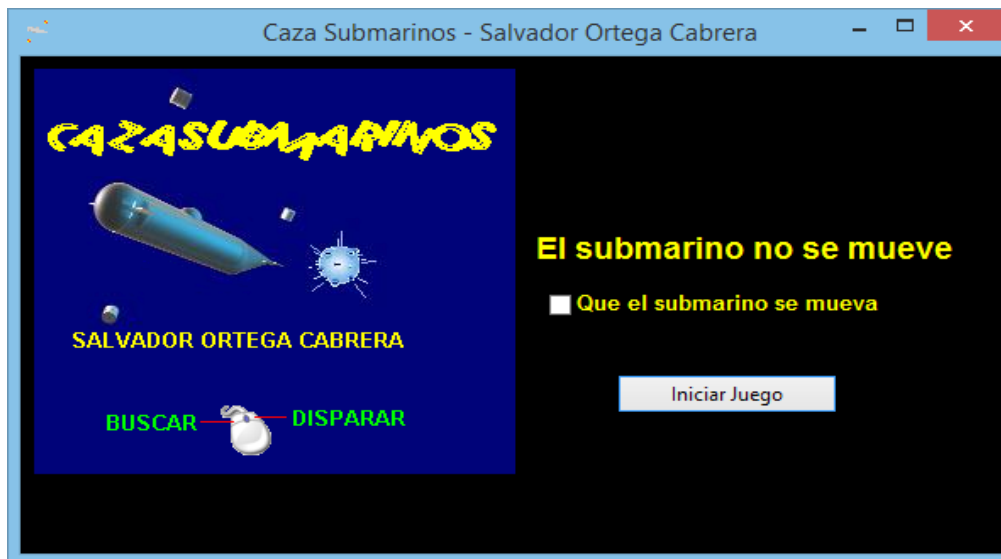 Caza Submarinos - Salvador Ortega Cabrera
CAZASUBMARINOS
SALVADOR ORTEGA CABRERA
BUSCAR
DISPARAR
El submarino no se mueve
Que el submarino se mueva
Iniciar Juego